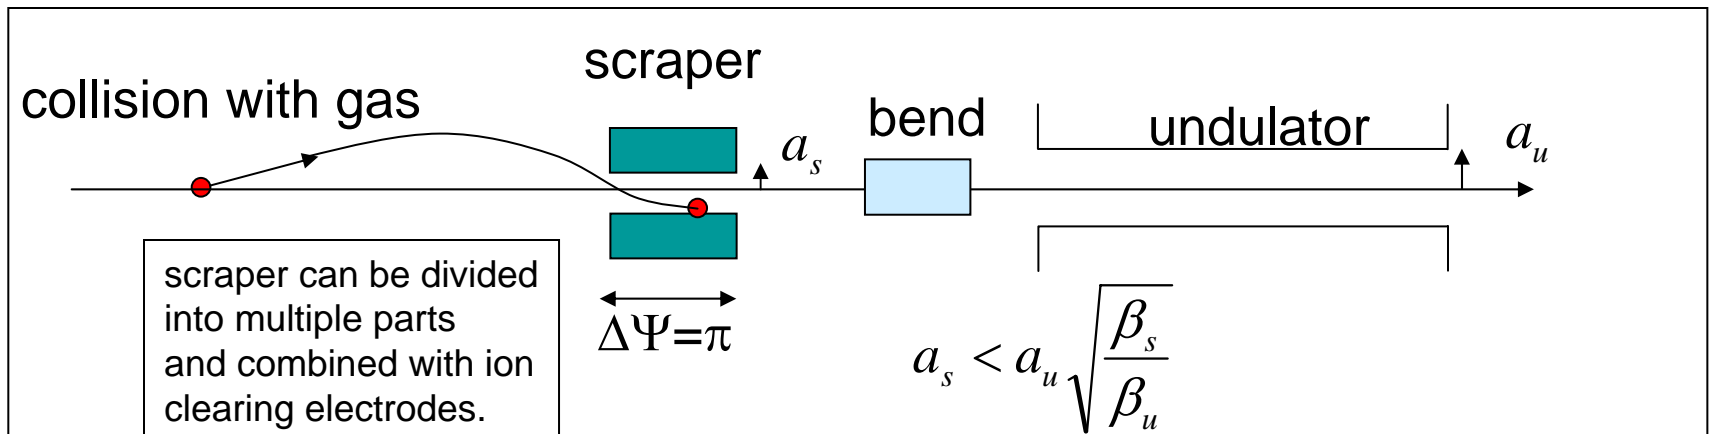 scraper
collision with gas
a_s
bend
undulator
a_u
scraper can be divided
into multiple parts
and combined with ion
clearing electrodes.
ΔΨ=π
a_s < a_u √(β_s/β_u)